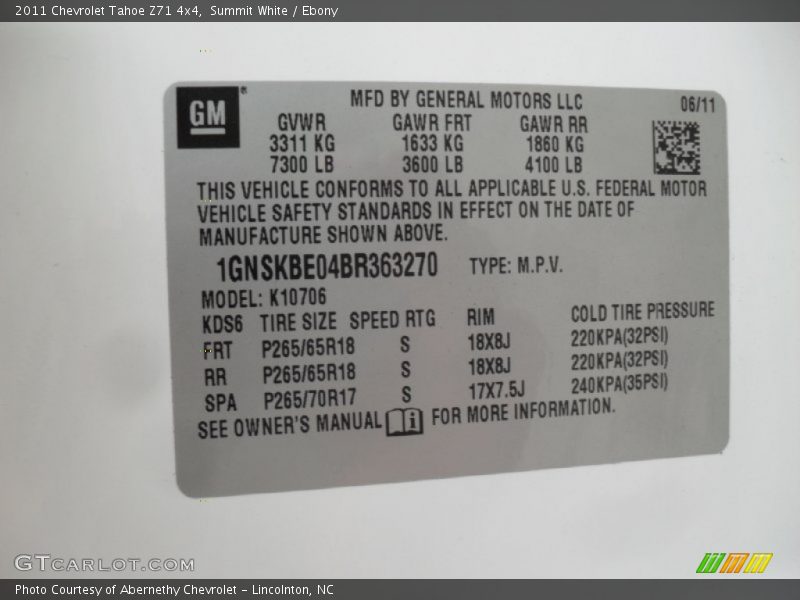 2011 Chevrolet Tahoe Z71 4x4, Summit White / Ebony
GM®
MFD BY GENERAL MOTORS LLC 06/11
GVWR GAWR FRT GAWR RR
3311 KG 1633 KG 1860 KG
7300 LB 3600 LB 4100 LB
THIS VEHICLE CONFORMS TO ALL APPLICABLE U.S. FEDERAL MOTOR
VEHICLE SAFETY STANDARDS IN EFFECT ON THE DATE OF
MANUFACTURE SHOWN ABOVE.
1GNSKBE04BR363270 TYPE: M.P.V.
MODEL: K10706
KDS6 TIRE SIZE SPEED RTG RIM COLD TIRE PRESSURE
FRT P265/65R18 S 18X8J 220KPA(32PSI)
RR P265/65R18 S 18X8J 220KPA(32PSI)
SPA P265/70R17 S 17X7.5J 240KPA(35PSI)
SEE OWNER'S MANUAL i FOR MORE INFORMATION.
GTCARLOT.COM
Photo Courtesy of Abernethy Chevrolet – Lincolnton, NC